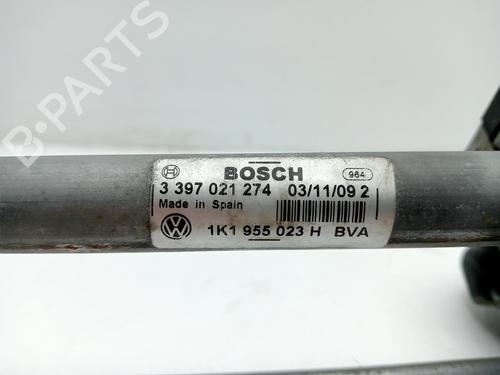 B-PARTS
BOSCH
964
3 397 021 274 03/11/09 2
Made in Spain
1K1 955 023 H BVA